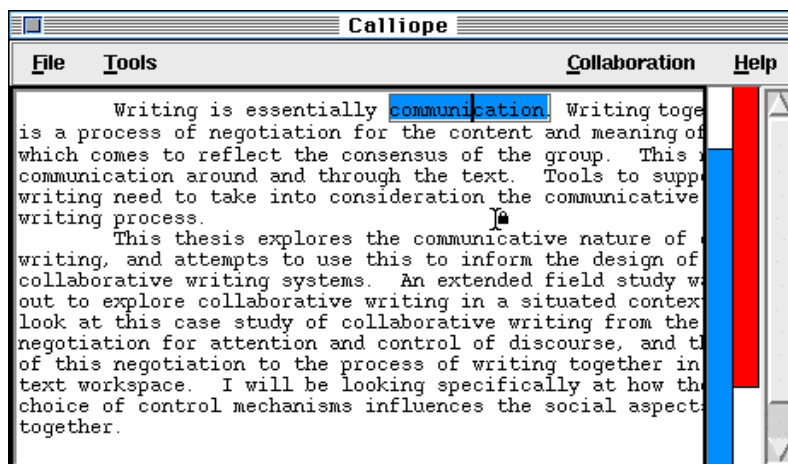 Calliope
File Tools Collaboration Help
Writing is essentially communication. Writing
is a process of negotiation for the content and meaning of
which comes to reflect the consensus of the group. This
communication around and through the text. Tools to
writing need to take into consideration the communicative
writing process.
This thesis explores the communicative nature of
writing, and attempts to use this to inform the design of
collaborative writing systems. An extended field study
out to explore collaborative writing in a situated
look at this case study of collaborative writing from the
negotiation for attention and control of discourse, and
of this negotiation to the process of writing together in
text workspace. I will be looking specifically at how
choice of control mechanisms influences the social
together.